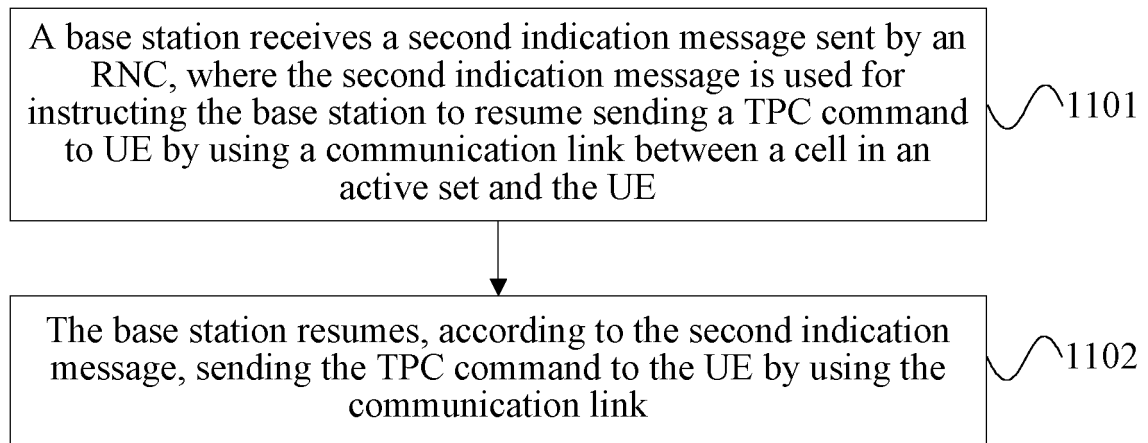 A base station receives a second indication message sent by an
RNC, where the second indication message is used for
instructing the base station to resume sending a TPC command
to UE by using a communication link between a cell in an
active set and the UE
1101
The base station resumes, according to the second indication
message, sending the TPC command to the UE by using the
communication link
1102